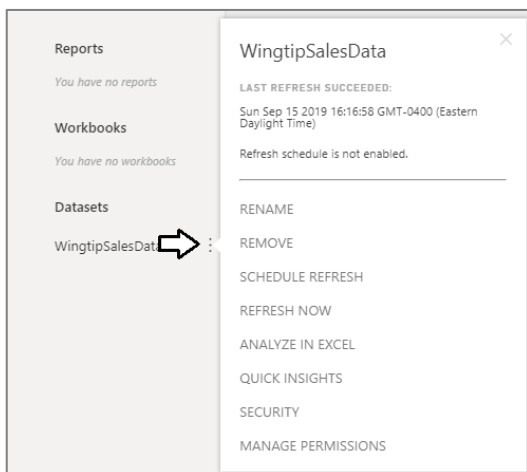 Reports
You have no reports
Workbooks
You have no workbooks
Datasets
WingtipSalesData
WingtipSalesData
LAST REFRESH SUCCEEDED:
Sun Sep 15 2019 16:16:58 GMT-0400 (Eastern
Daylight Time)
Refresh schedule is not enabled.
RENAME
REMOVE
SCHEDULE REFRESH
REFRESH NOW
ANALYZE IN EXCEL
QUICK INSIGHTS
SECURITY
MANAGE PERMISSIONS